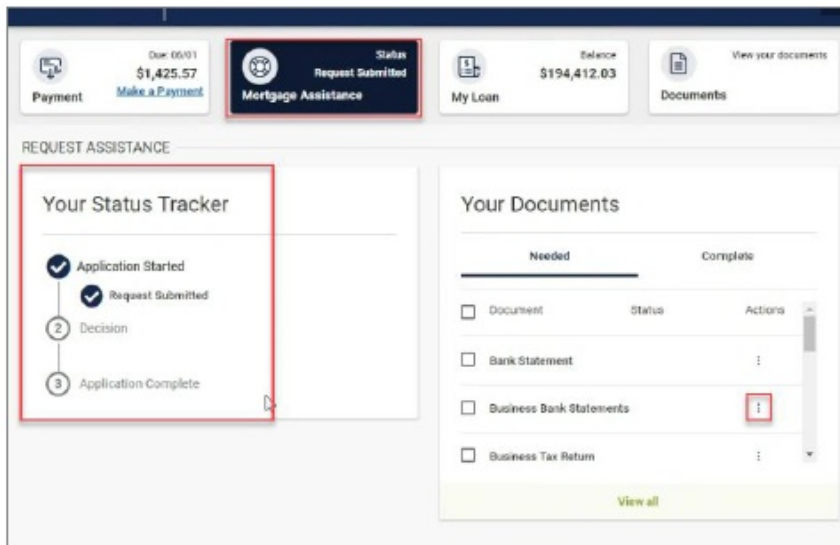 Due: 06/01
$1,425.57
Payment
Make a Payment
Status
Request Submitted
Mortgage Assistance
Balance
$194,412.03
My Loan
View your documents
Documents
REQUEST ASSISTANCE
Your Status Tracker
Application Started
Request Submitted
2 Decision
3 Application Complete
Your Documents
Needed Complete
Document Status Actions
Bank Statement
Business Bank Statements
Business Tax Return
View all